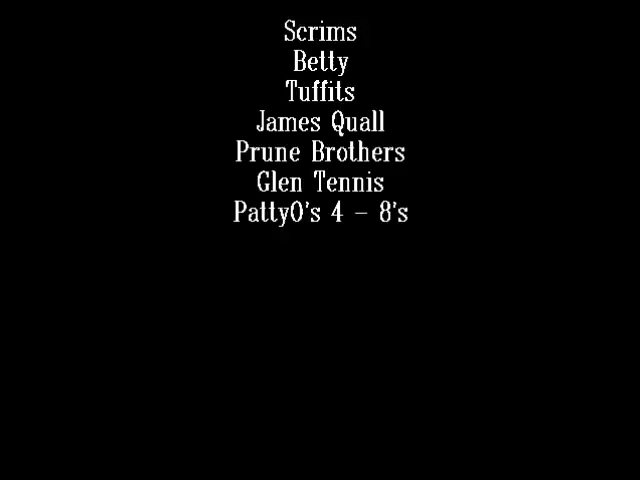 Scrims
Betty
Tuffits
James Quall
Prune Brothers
Glen Tennis
PattyO's 4 - 8's